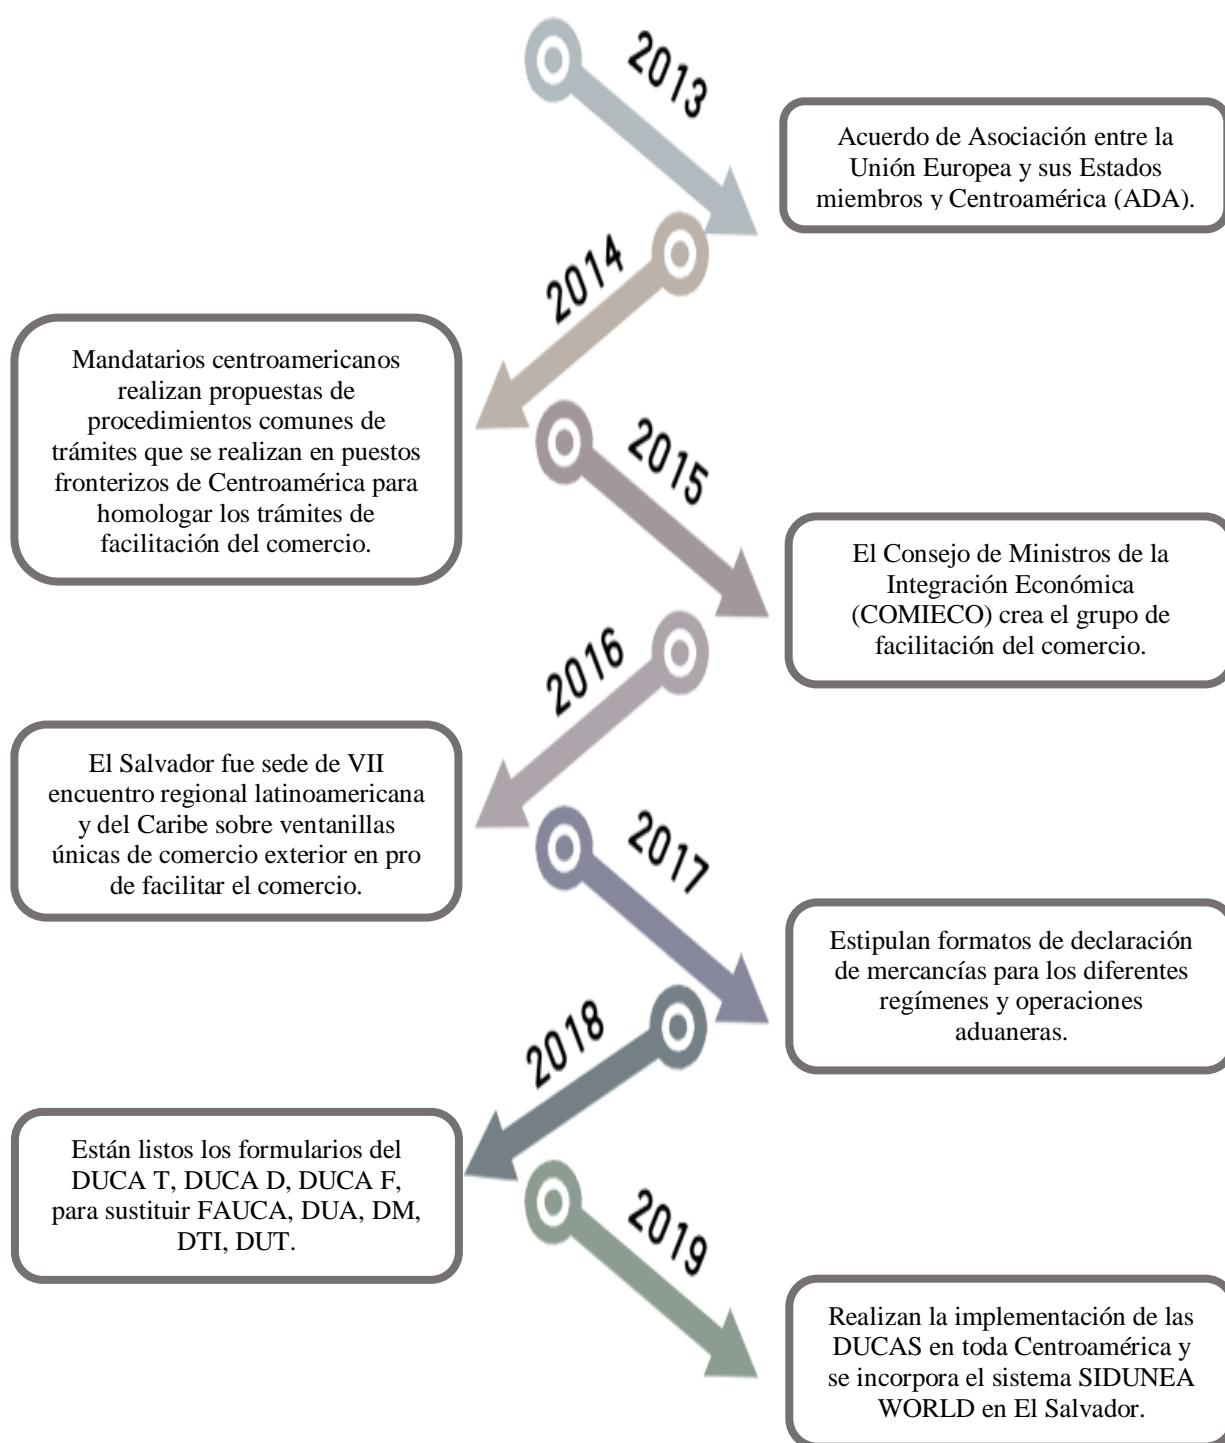 2013
Acuerdo de Asociación entre la
Unión Europea y sus Estados
miembros y Centroamérica (ADA).
2014
Mandatarios centroamericanos
realizan propuestas de
procedimientos comunes de
trámites que se realizan en puestos
fronterizos de Centroamérica para
homologar los trámites de
facilitación del comercio.
2015
El Consejo de Ministros de la
Integración Económica
(COMIECO) crea el grupo de
facilitación del comercio.
2016
El Salvador fue sede de VII
encuentro regional latinoamericana
y del Caribe sobre ventanillas
únicas de comercio exterior en pro
de facilitar el comercio.
2017
Estipulan formatos de declaración
de mercancías para los diferentes
regímenes y operaciones
aduaneras.
2018
Están listos los formularios del
DUCA T, DUCA D, DUCA F,
para sustituir FAUCA, DUA, DM,
DTI, DUT.
2019
Realizan la implementación de las
DUCAS en toda Centroamérica y
se incorpora el sistema SIDUNEA
WORLD en El Salvador.